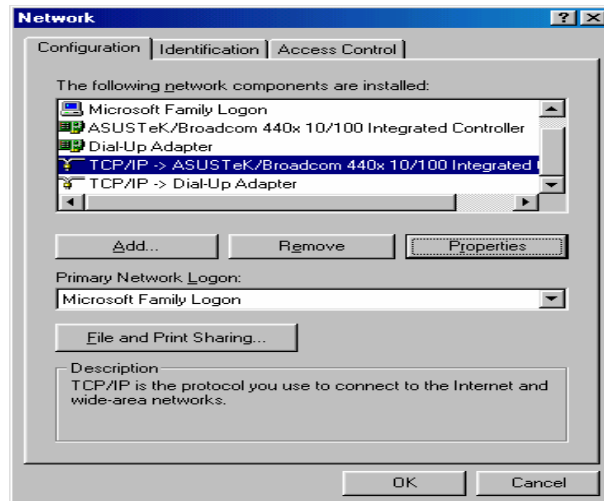 Network
Configuration Identification Access Control
The following network components are installed:
Microsoft Family Logon
ASUSTeK/Broadcom 440x 10/100 Integrated Controller
Dial-Up Adapter
TCP/IP -> ASUSTeK/Broadcom 440x 10/100 Integrated
TCP/IP -> Dial-Up Adapter
Add... Remove Properties
Primary Network Logon:
Microsoft Family Logon
File and Print Sharing...
Description
TCP/IP is the protocol you use to connect to the Internet and
wide-area networks.
OK Cancel